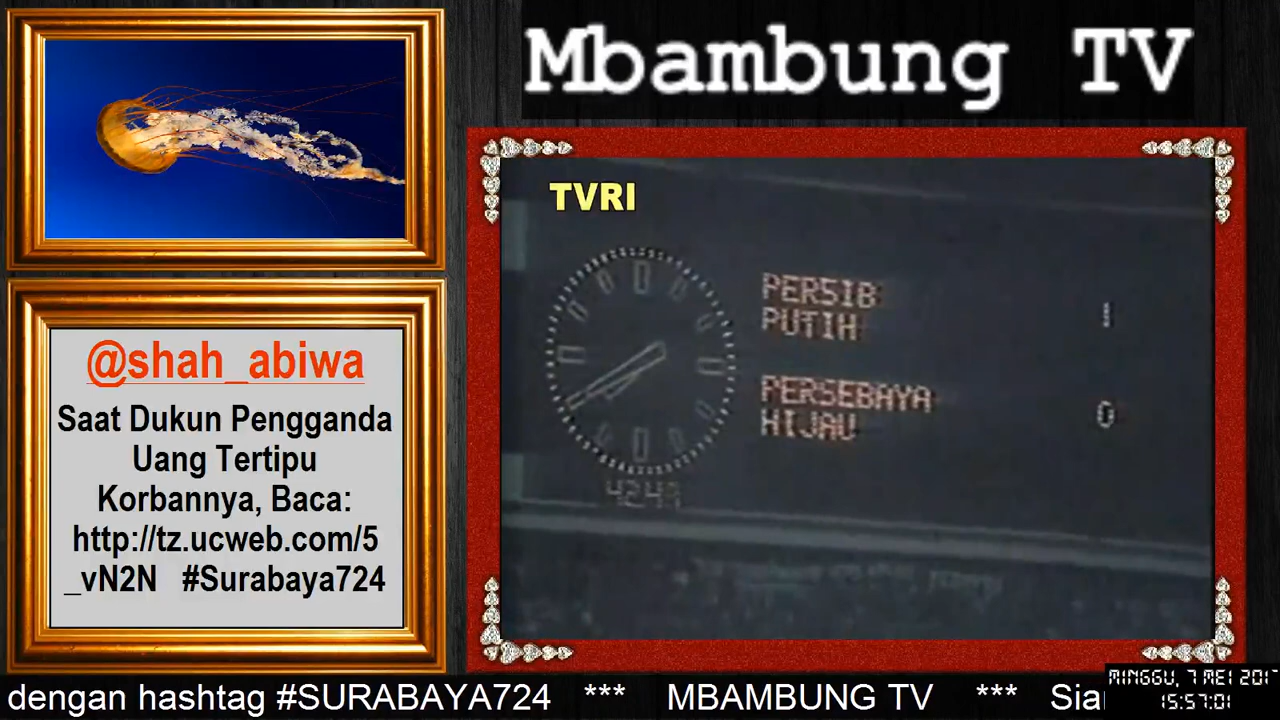 Mbambung TV
TVRI
PERSIB
PUTIH
1
PERSEBAYA
HIJAU
0
@shah_abiwa
Saat Dukun Pengganda
Uang Tertipu
Korbannya, Baca:
http://tz.ucweb.com/5
_vN2N #Surabaya724
dengan hashtag #SURABAYA724 *** MBAMBUNG TV *** Sia
MINGGU, 7 MEI 2017
15:57:01